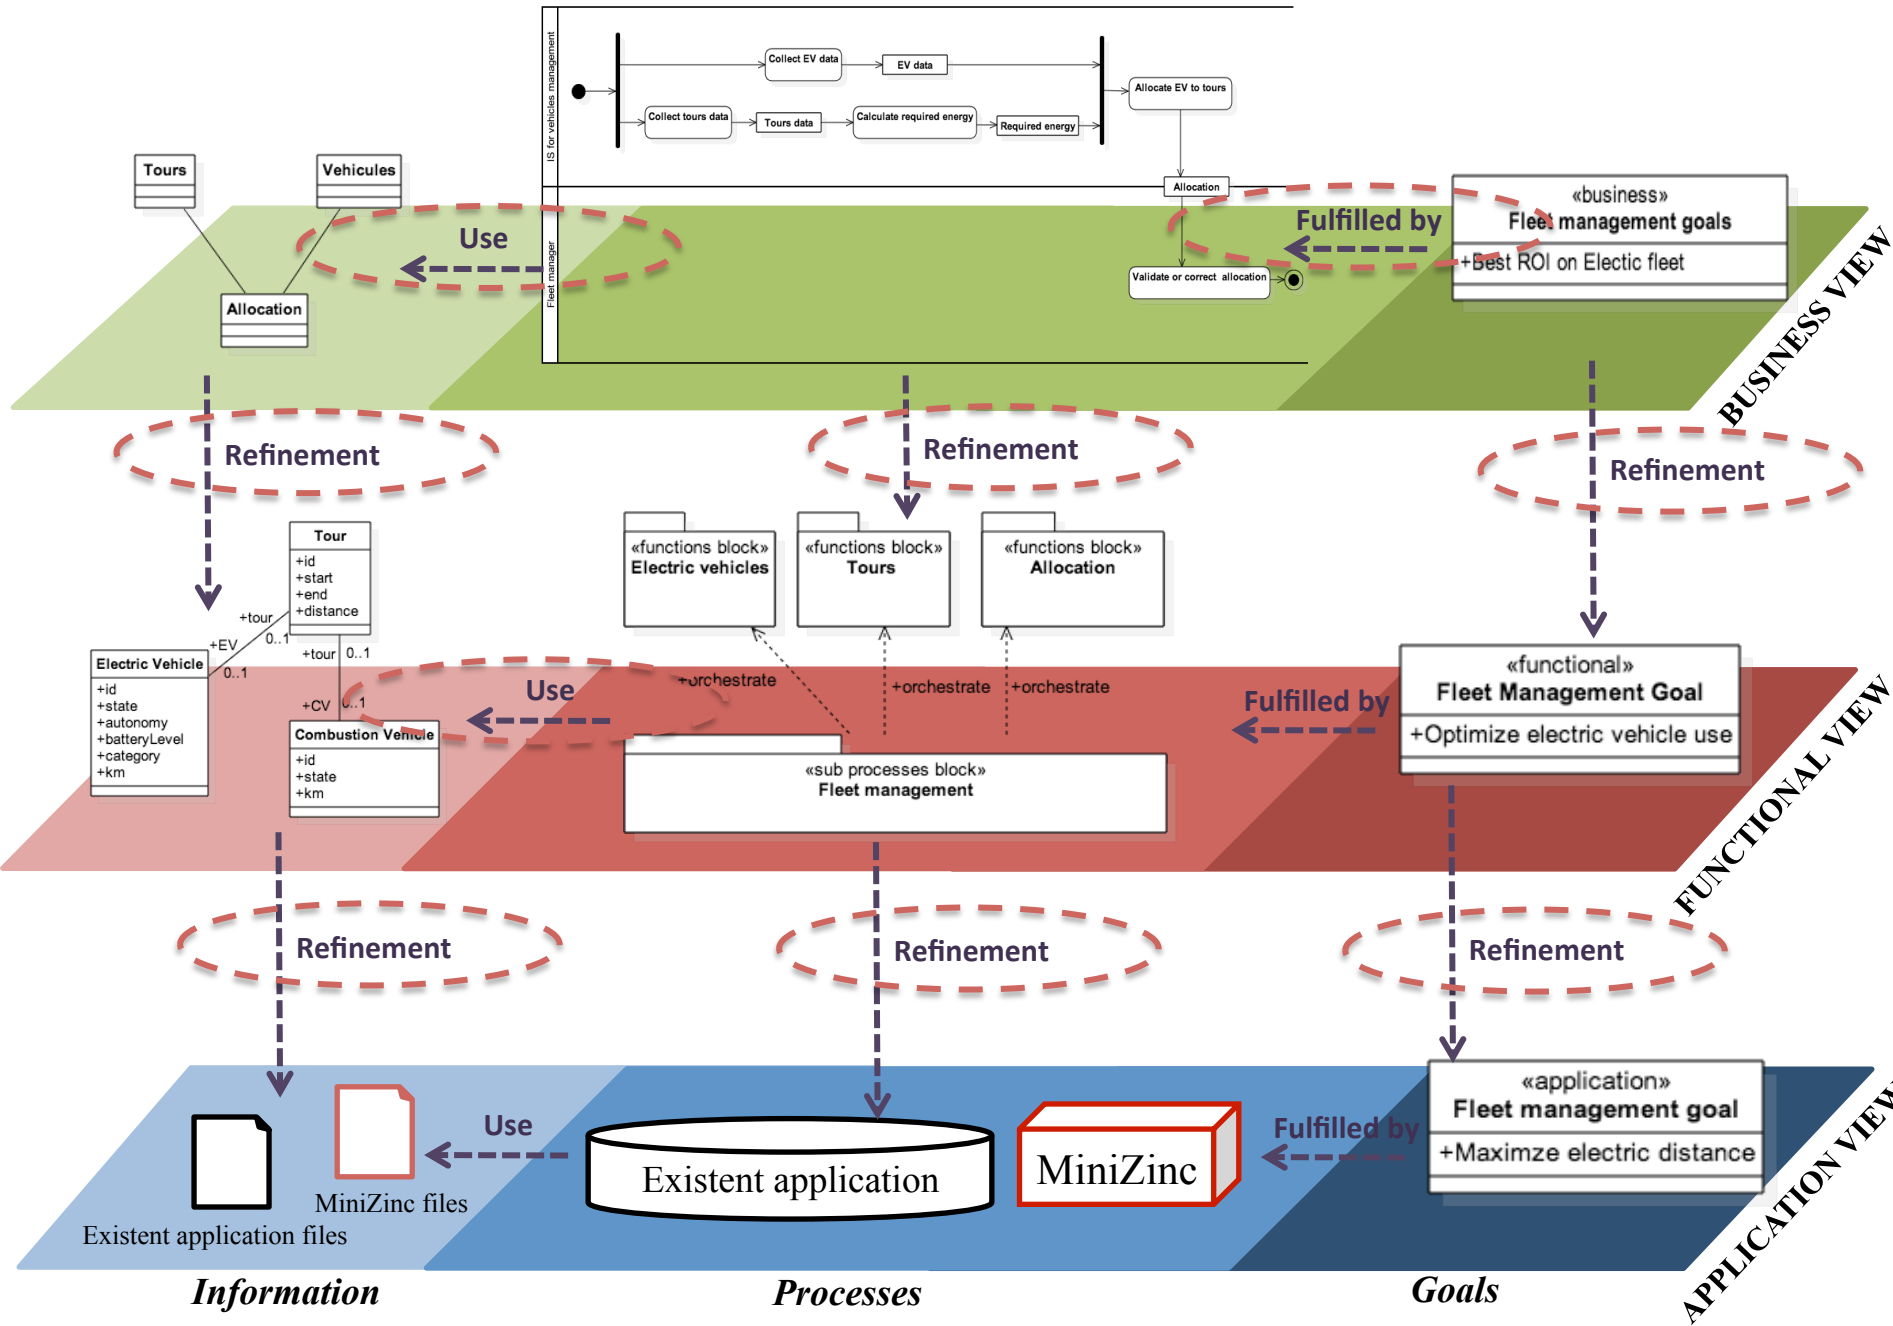 IS for vehicles management
Collect EV data
EV data
Allocate EV to tours
Collect tours data
Tours data
Calculate required energy
Required energy
Tours
Vehicules
Allocation
«business»
Fleet management goals
+Best ROI on Electic fleet
Use
Fulfilled by
Fleet manager
Validate or correct allocation
Allocation
BUSINESS VIEW
Refinement
Refinement
Refinement
Tour
+id
+start
+end
+distance
+tour
0..1
+EV
0..1
+tour
0..1
Electric Vehicle
+id
+state
+autonomy
+batteryLevel
+category
+km
+CV
0..1
Combustion Vehicle
+id
+state
+km
«functions block»
Electric vehicles
«functions block»
Tours
«functions block»
Allocation
Use
+orchestrate
+orchestrate
+orchestrate
«sub processes block»
Fleet management
Fulfilled by
«functional»
Fleet Management Goal
+Optimize electric vehicle use
FUNCTIONAL VIEW
Refinement
Refinement
Refinement
Existent application files
MiniZinc files
Use
Existent application
MiniZinc
Fulfilled by
«application»
Fleet management goal
+Maximze electric distance
APPLICATION VIEW
Information
Processes
Goals